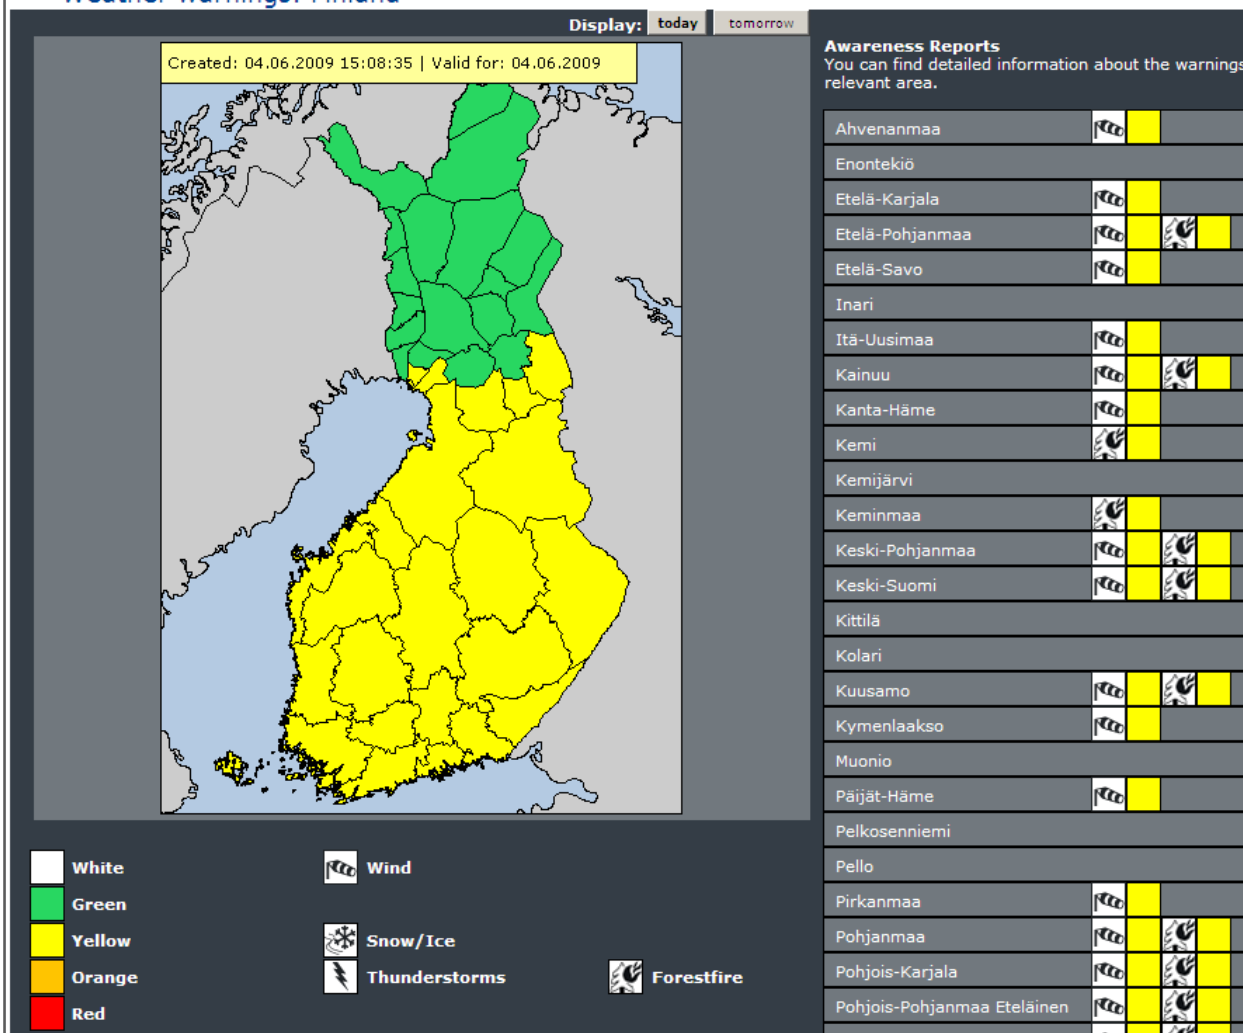 Weather warnings: Finland
Display: today tomorrow
Created: 04.06.2009 15:08:35 | Valid for: 04.06.2009
Awareness Reports
You can find detailed information about the warnings
relevant area.
Ahvenanmaa
Enontekiö
Etelä-Karjala
Etelä-Pohjanmaa
Etelä-Savo
Inari
Itä-Uusimaa
Kainuu
Kanta-Häme
Kemi
Kemijärvi
Keminmaa
Keski-Pohjanmaa
Keski-Suomi
Kittilä
Kolari
Kuusamo
Kymenlaakso
Muonio
Päijät-Häme
Pelkosenniemi
Pello
Pirkanmaa
Pohjanmaa
Pohjois-Karjala
Pohjois-Pohjanmaa Eteläinen
White
Wind
Green
Yellow
Snow/Ice
Orange
Thunderstorms
Forestfire
Red